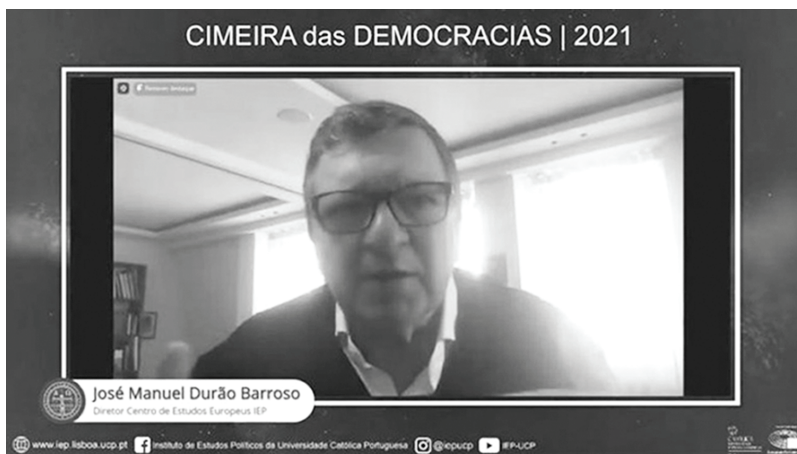 CIMEIRA das DEMOCRACIAS | 2021
José Manuel Durão Barroso
Diretor Centro de Estudos Europeus IEP
www.iep.lisboa.ucp.pt Instituto de Estudos Políticos da Universidade Católica Portuguesa @iepucp IEP-UCP